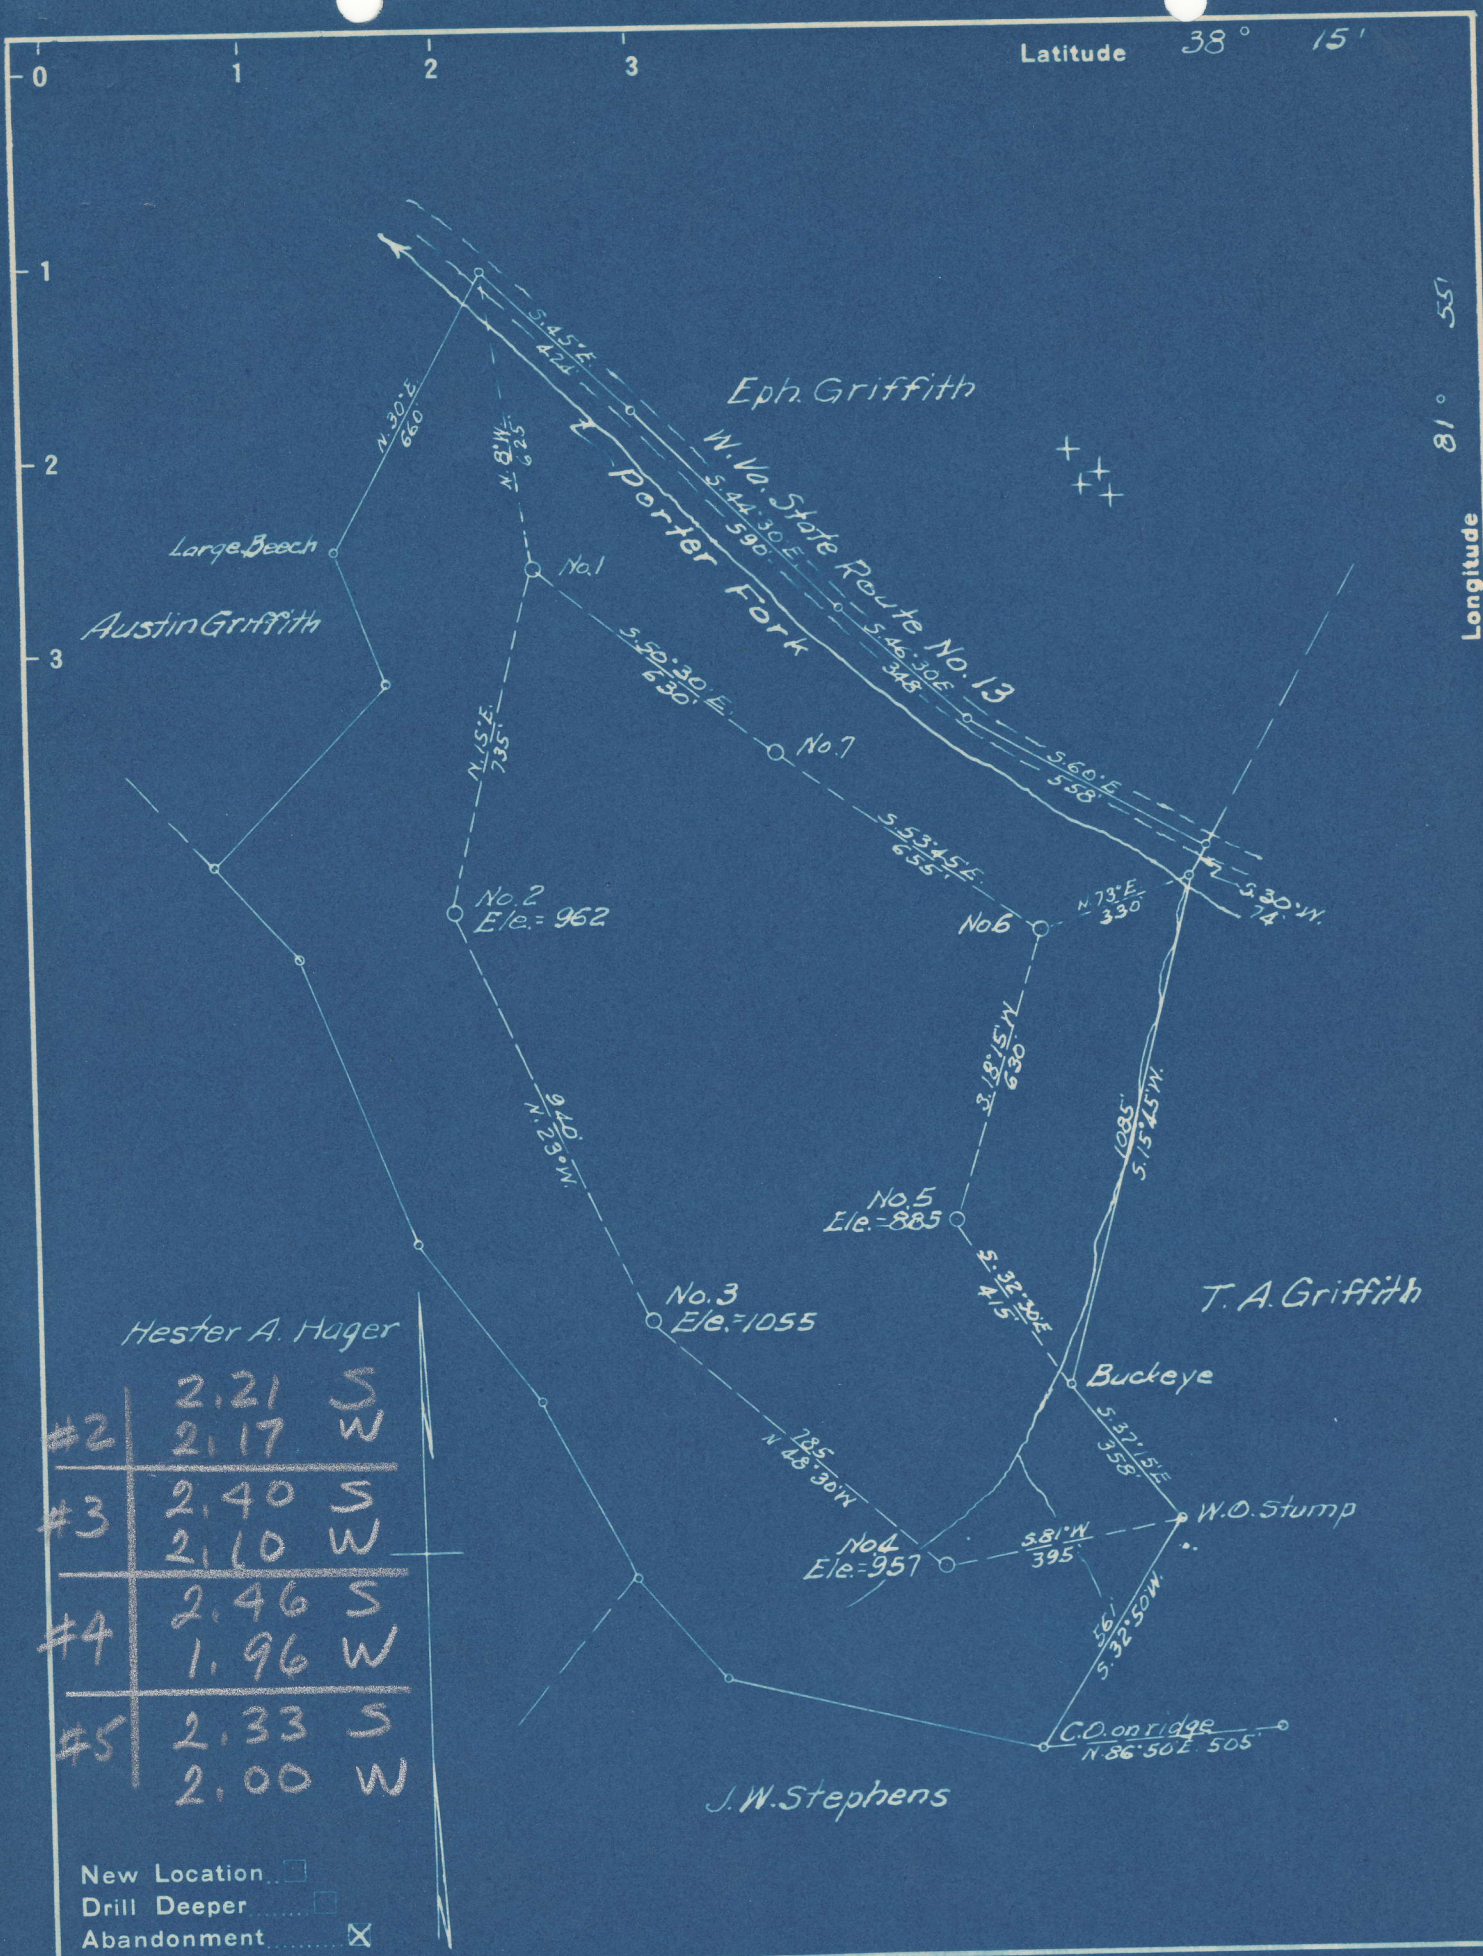 Latitude 38° 15'
0 1 2 3
1
2
3
Longitude 81° 55'
S.45°E.
424'
N.30°E.
660'
N.8°W.
625'
Eph. Griffith
W.Va. State Route No.13
S.44°30'E.
590'
Porter Fork
Large Beech
No.1
Austin Griffith
S.50°30'E.
630'
S.46°30'E
348'
N.15°E.
735'
No.7
S.60°E
558'
S.53°45'E.
655'
No.2
Ele.=962
No.6
N.73°E.
330'
S.30°W.
74'
940'
N.23°W.
S.18°15'W
630'
1085'
S.15°45'W.
No.5
Ele.=885
S.32°30'E
415'
No.3
Ele.=1055
T.A.Griffith
Hester A. Hager
Buckeye
#2
2.21 S
2.17 W
#3
2.40 S
2.10 W
#4
2.46 S
1.96 W
#5
2.33 S
2.00 W
S.37°15'E
358'
785
N 48°30'W
W.O.Stump
No4
Ele.=957
S.81°W
395'
561
S.32°50'W.
C.O. on ridge
N.86°50'E. 505'
J.W.Stephens
New Location
Drill Deeper
Abandonment X